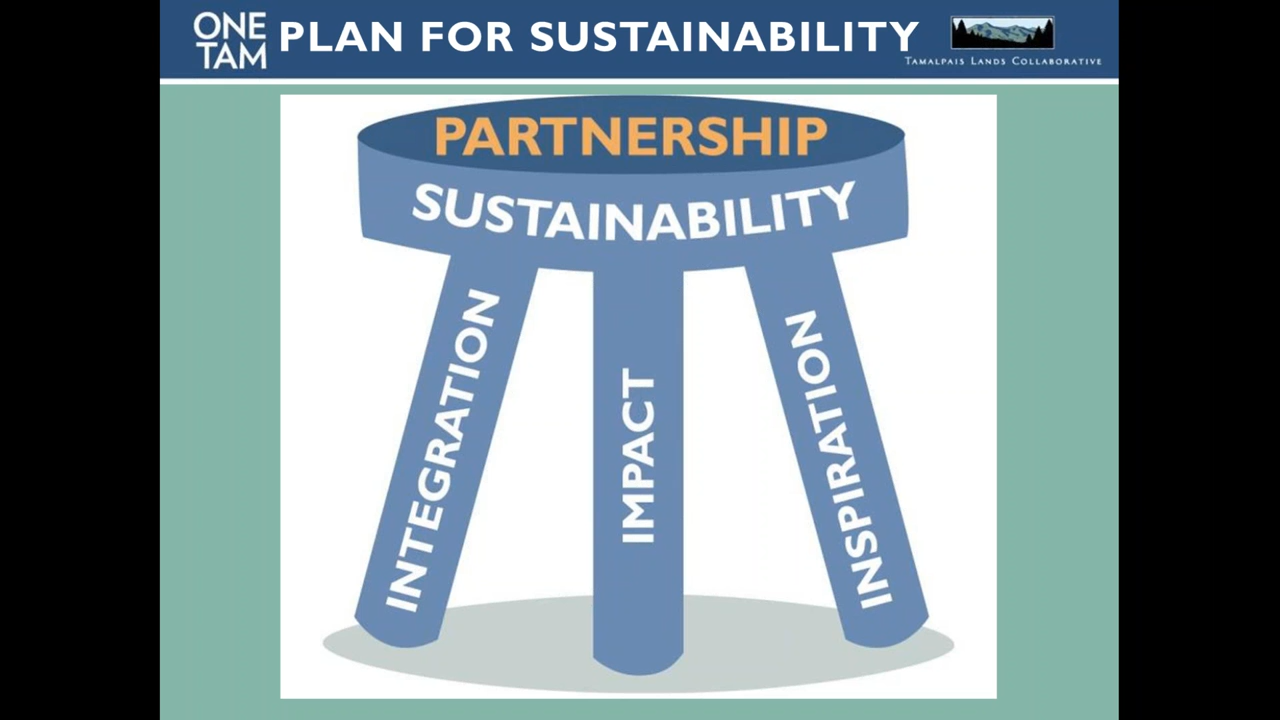 ONE
TAM
PLAN FOR SUSTAINABILITY
TAMALPAIS LANDS COLLABORATIVE
PARTNERSHIP
SUSTAINABILITY
INTEGRATION
IMPACT
INSPIRATION